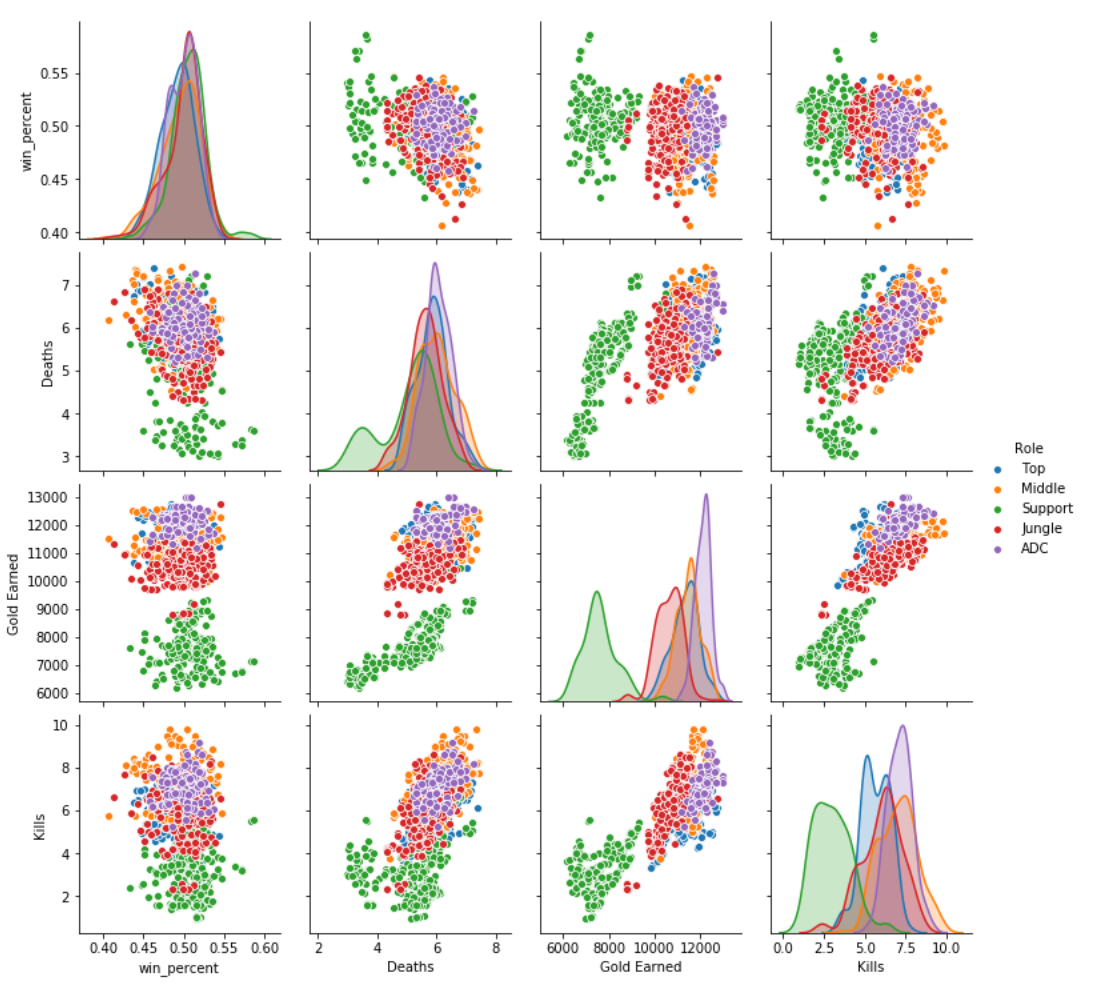 win_percent
0.55
0.50
0.45
0.40
Deaths
7
6
5
4
3
Role
Top
Middle
Support
Jungle
ADC
Gold Earned
13000
12000
11000
10000
9000
8000
7000
6000
Kills
10
8
6
4
2
0.40 0.45 0.50 0.55 0.60
win_percent
2 4 6 8
Deaths
6000 8000 10000 12000
Gold Earned
0.0 2.5 5.0 7.5 10.0
Kills